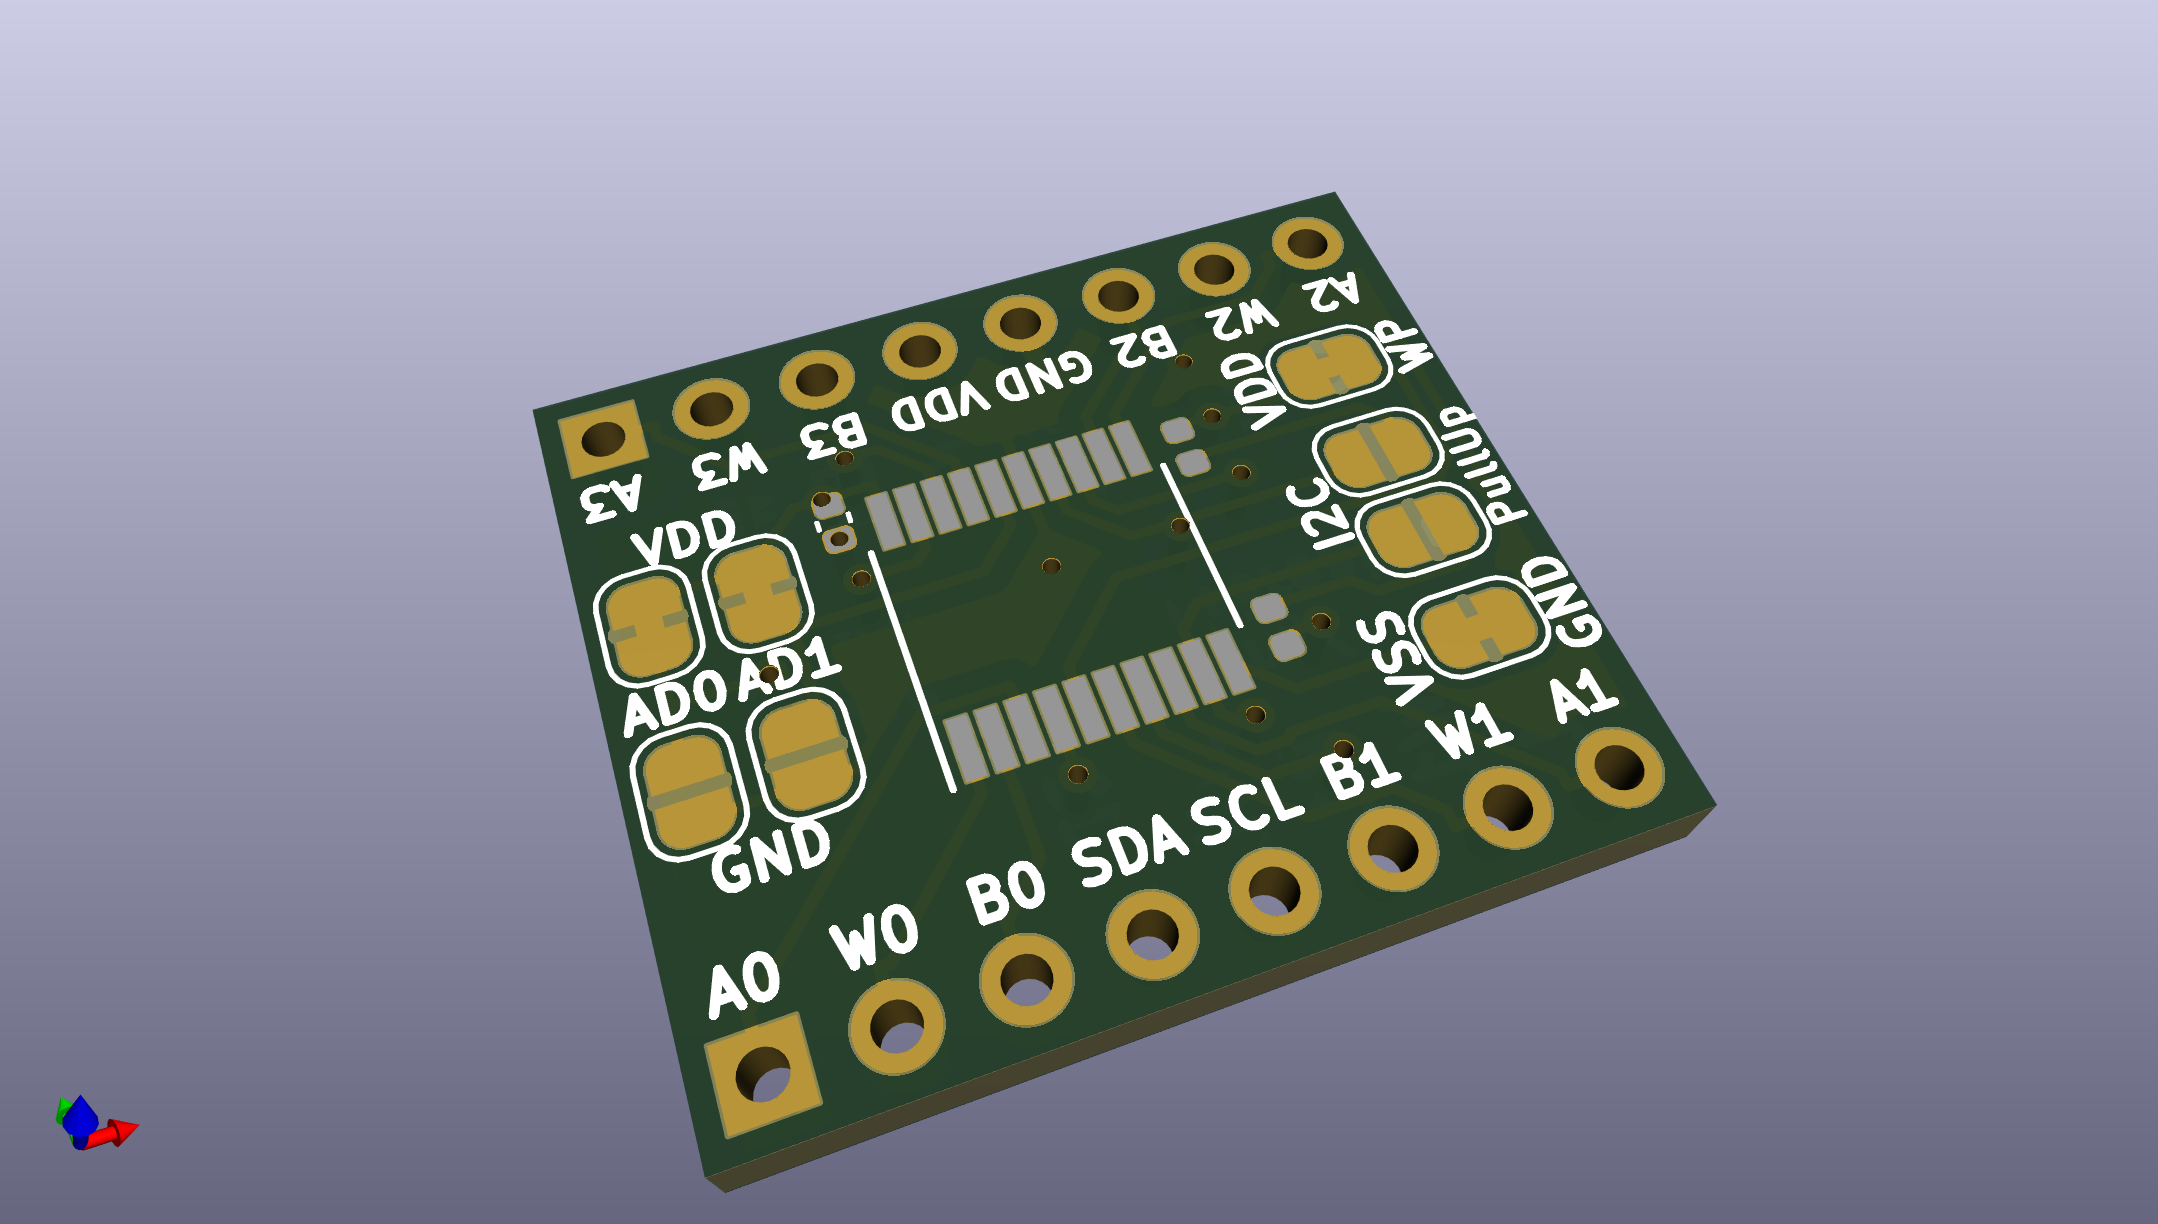 A3 W3 B3 VDD GND B2 W2 A2
VDD WP
I2C PullUP
VSS GND
VDD
AD0 AD1
GND
A0 W0 B0 SDA SCL B1 W1 A1